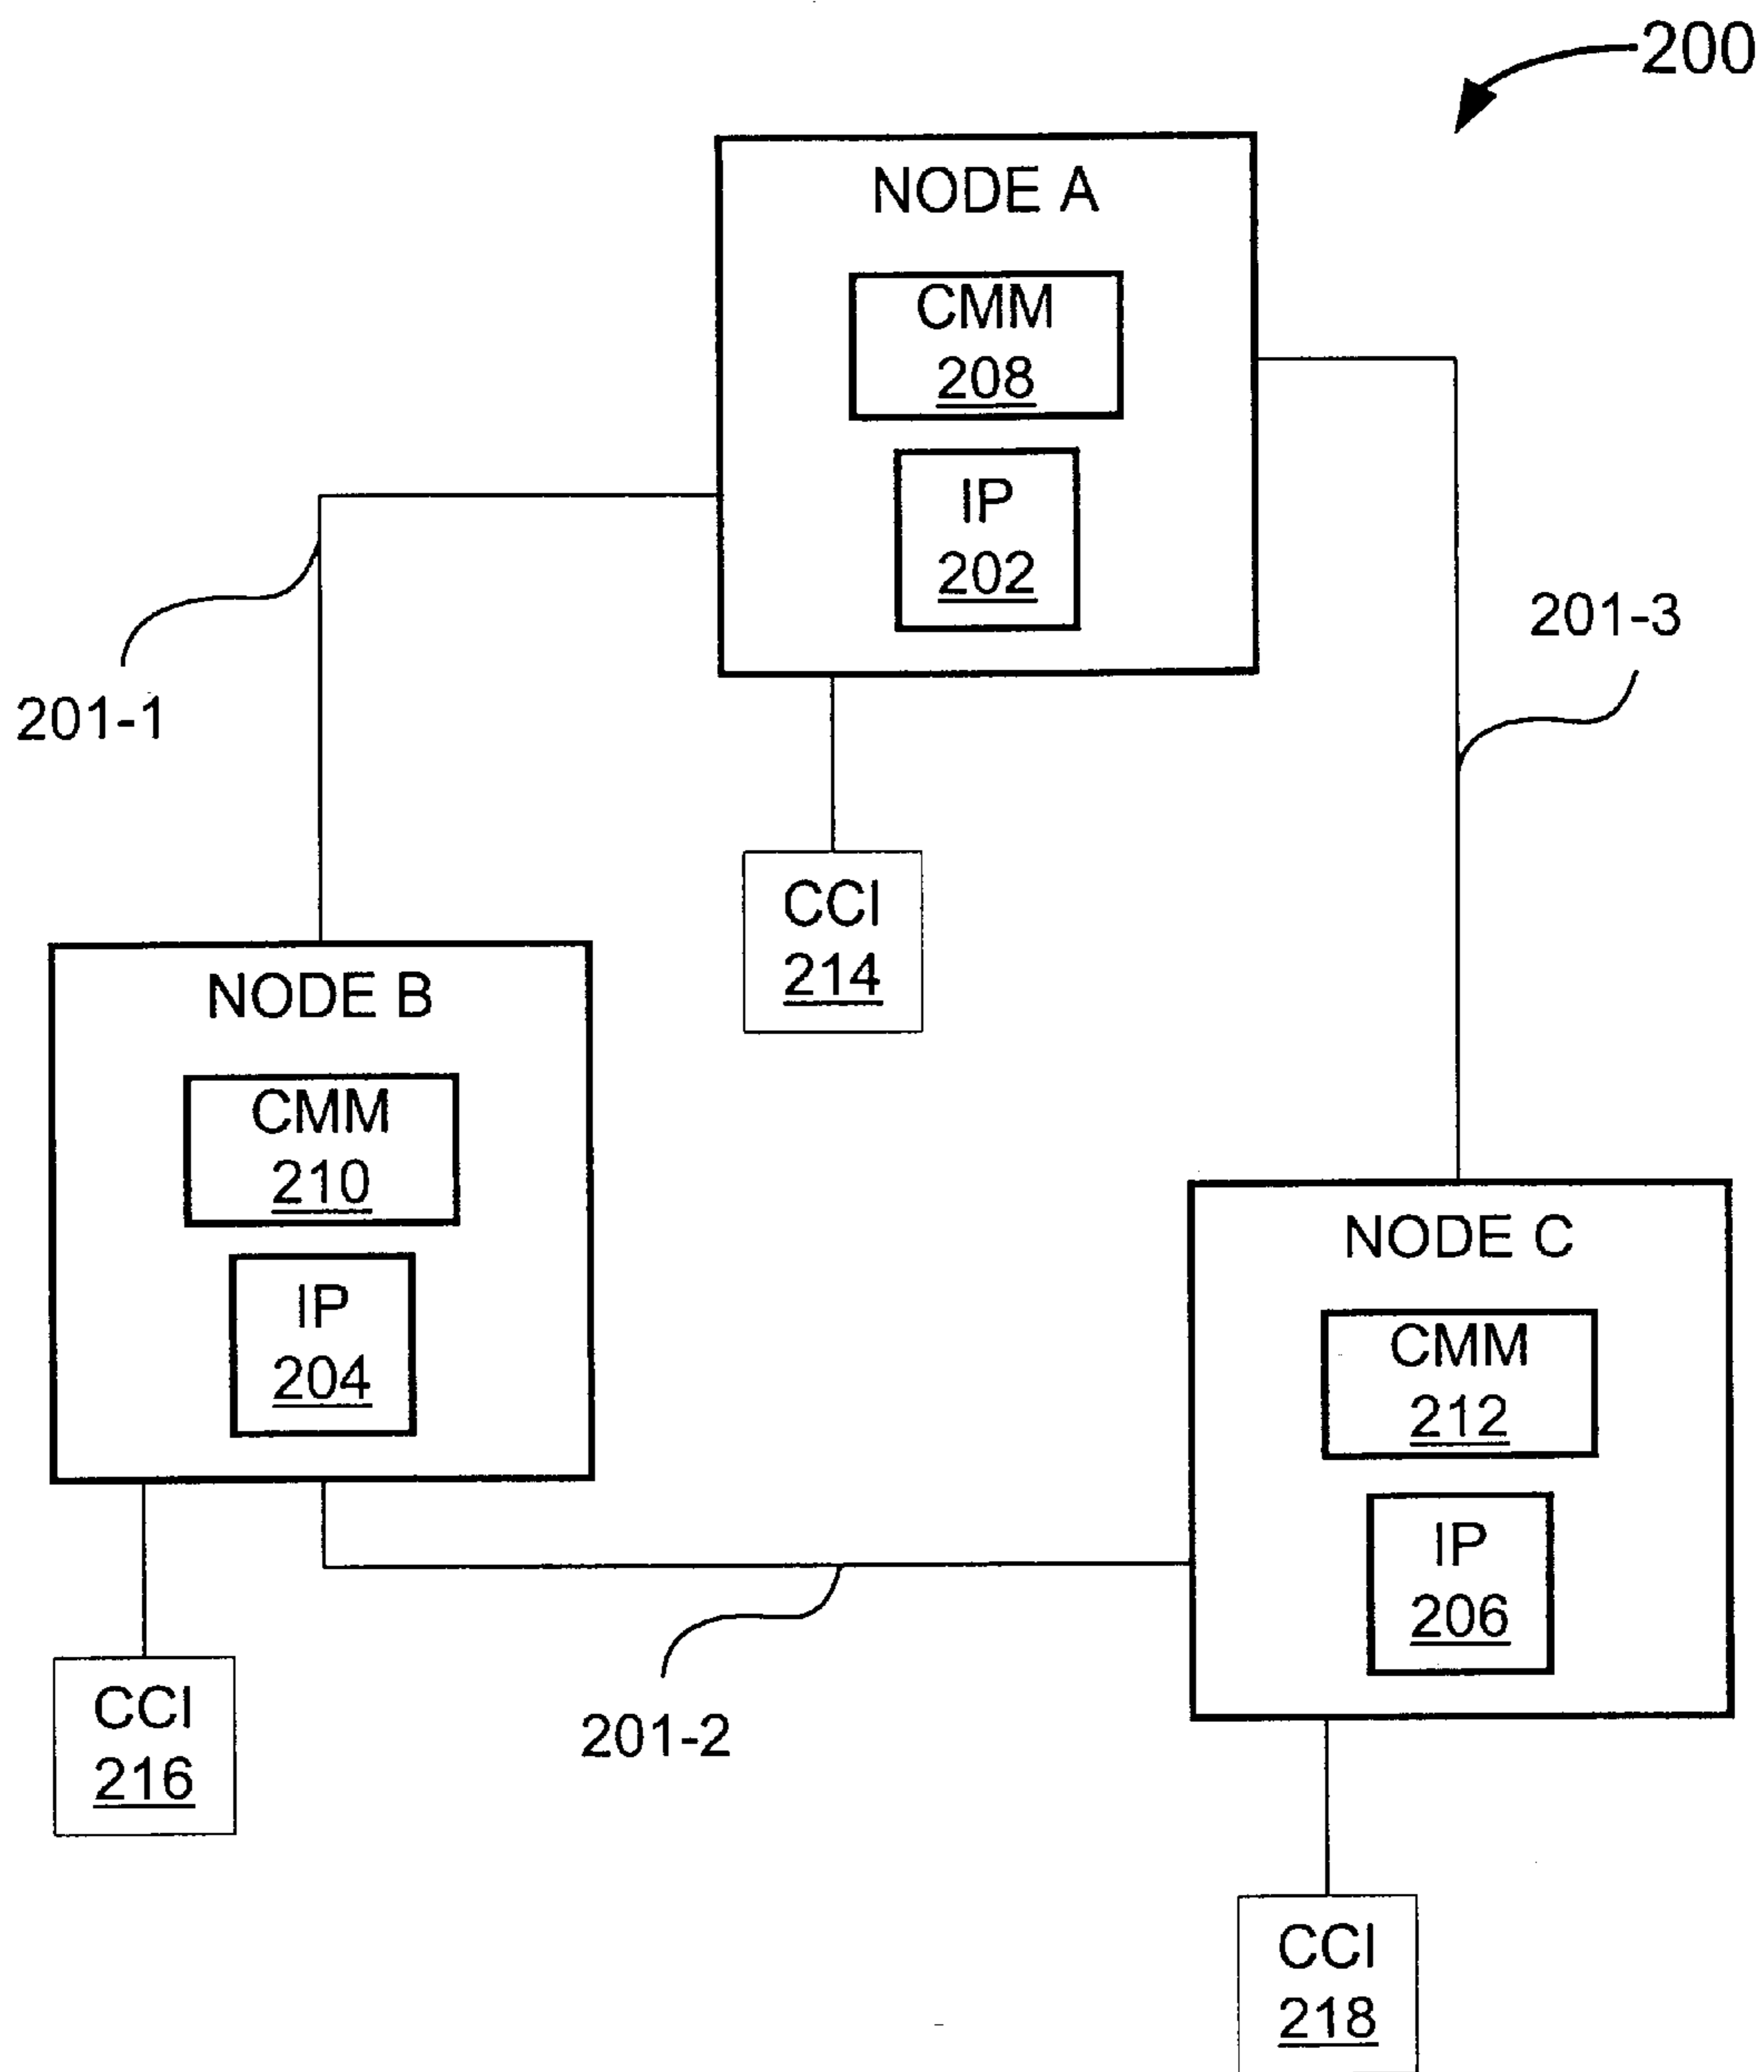 200
NODE A
CMM
208
IP
202
201-3
201-1
CCI
214
NODE B
CMM
210
IP
204
NODE C
CMM
212
IP
206
CCI
216
201-2
CCI
218